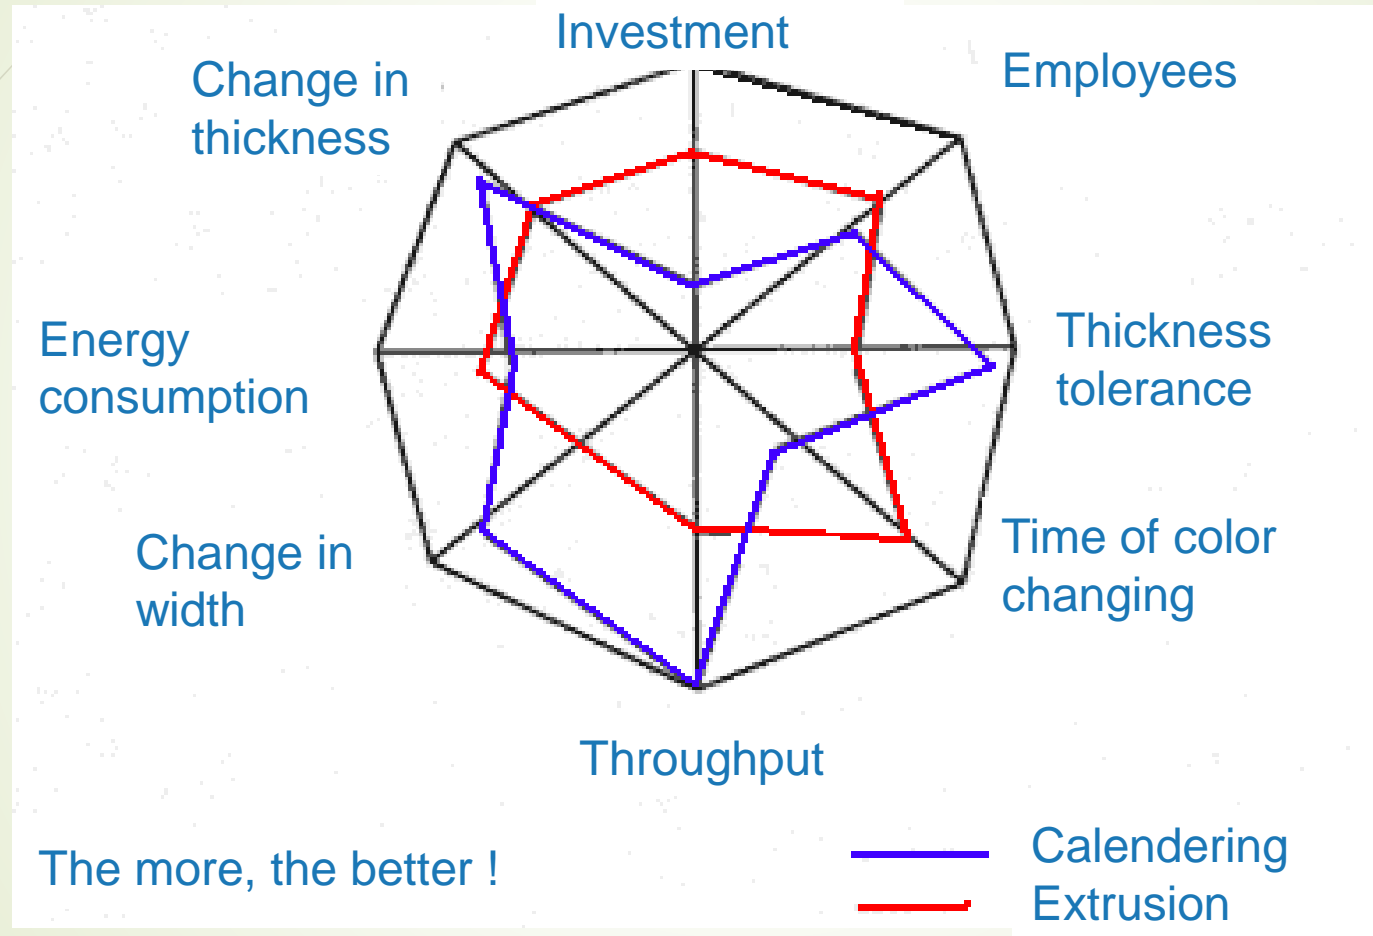 Investment
Employees
Change in
thickness
Energy
consumption
Thickness
tolerance
Change in
width
Time of color
changing
Throughput
The more, the better !
Calendering
Extrusion